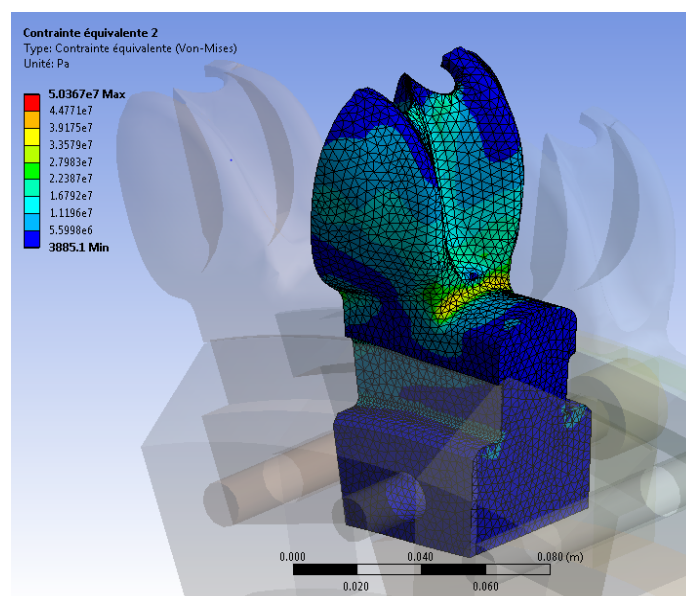 Contrainte équivalente 2
Type: Contrainte équivalente (Von-Mises)
Unité: Pa
5.0367e7 Max
4.4771e7
3.9175e7
3.3579e7
2.7983e7
2.2387e7
1.6792e7
1.1196e7
5.5998e6
3885.1 Min
0.000 0.040 0.080 (m)
0.020 0.060